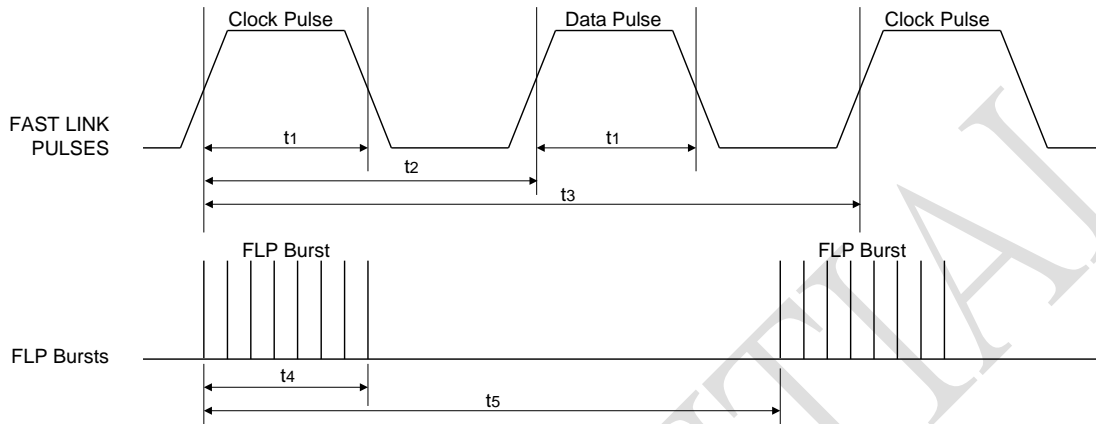 Clock Pulse Data Pulse Clock Pulse
FAST LINK
PULSES
t1 t1
t2
t3
FLP Burst FLP Burst
FLP Bursts
t4
t5